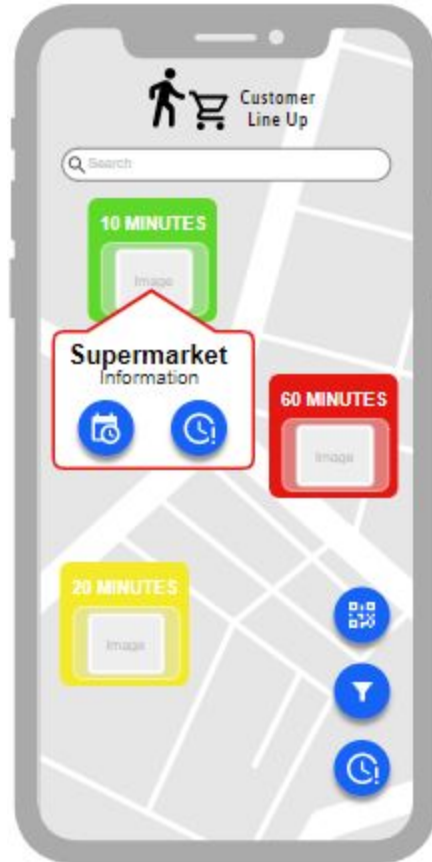 Customer
Line Up
Search
10 MINUTES
Image
Supermarket
Information
60 MINUTES
Image
20 MINUTES
Image